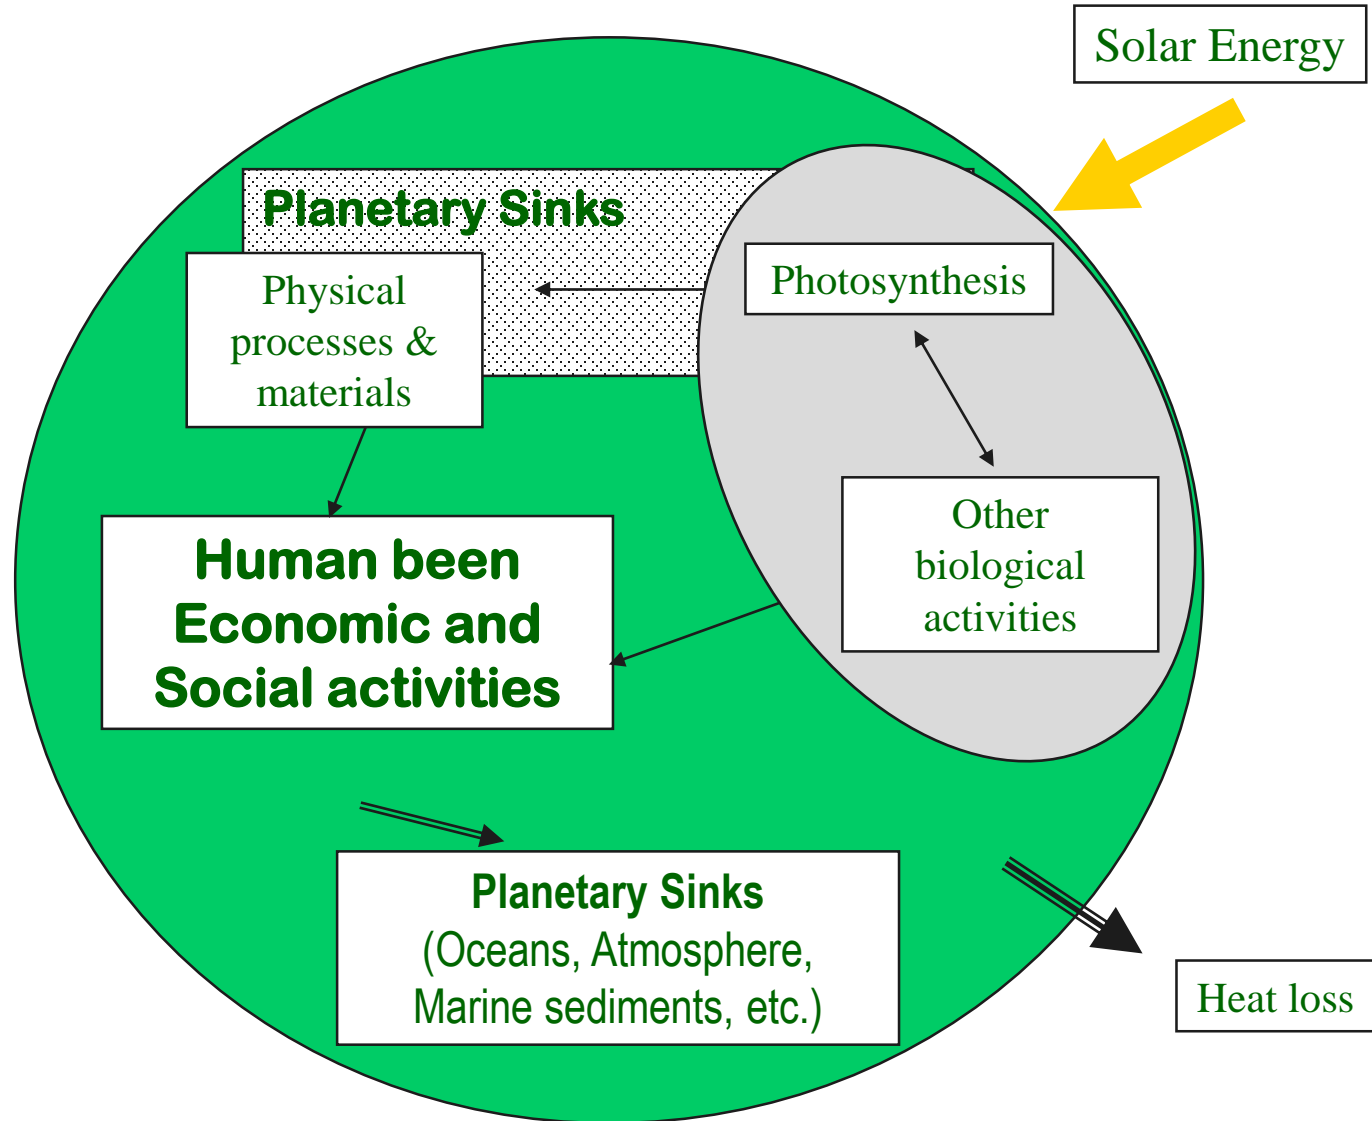 Solar Energy
Planetary Sinks
Physical
processes &
materials
Photosynthesis
Other
biological
activities
Human been
Economic and
Social activities
Planetary Sinks
(Oceans, Atmosphere,
Marine sediments, etc.)
Heat loss